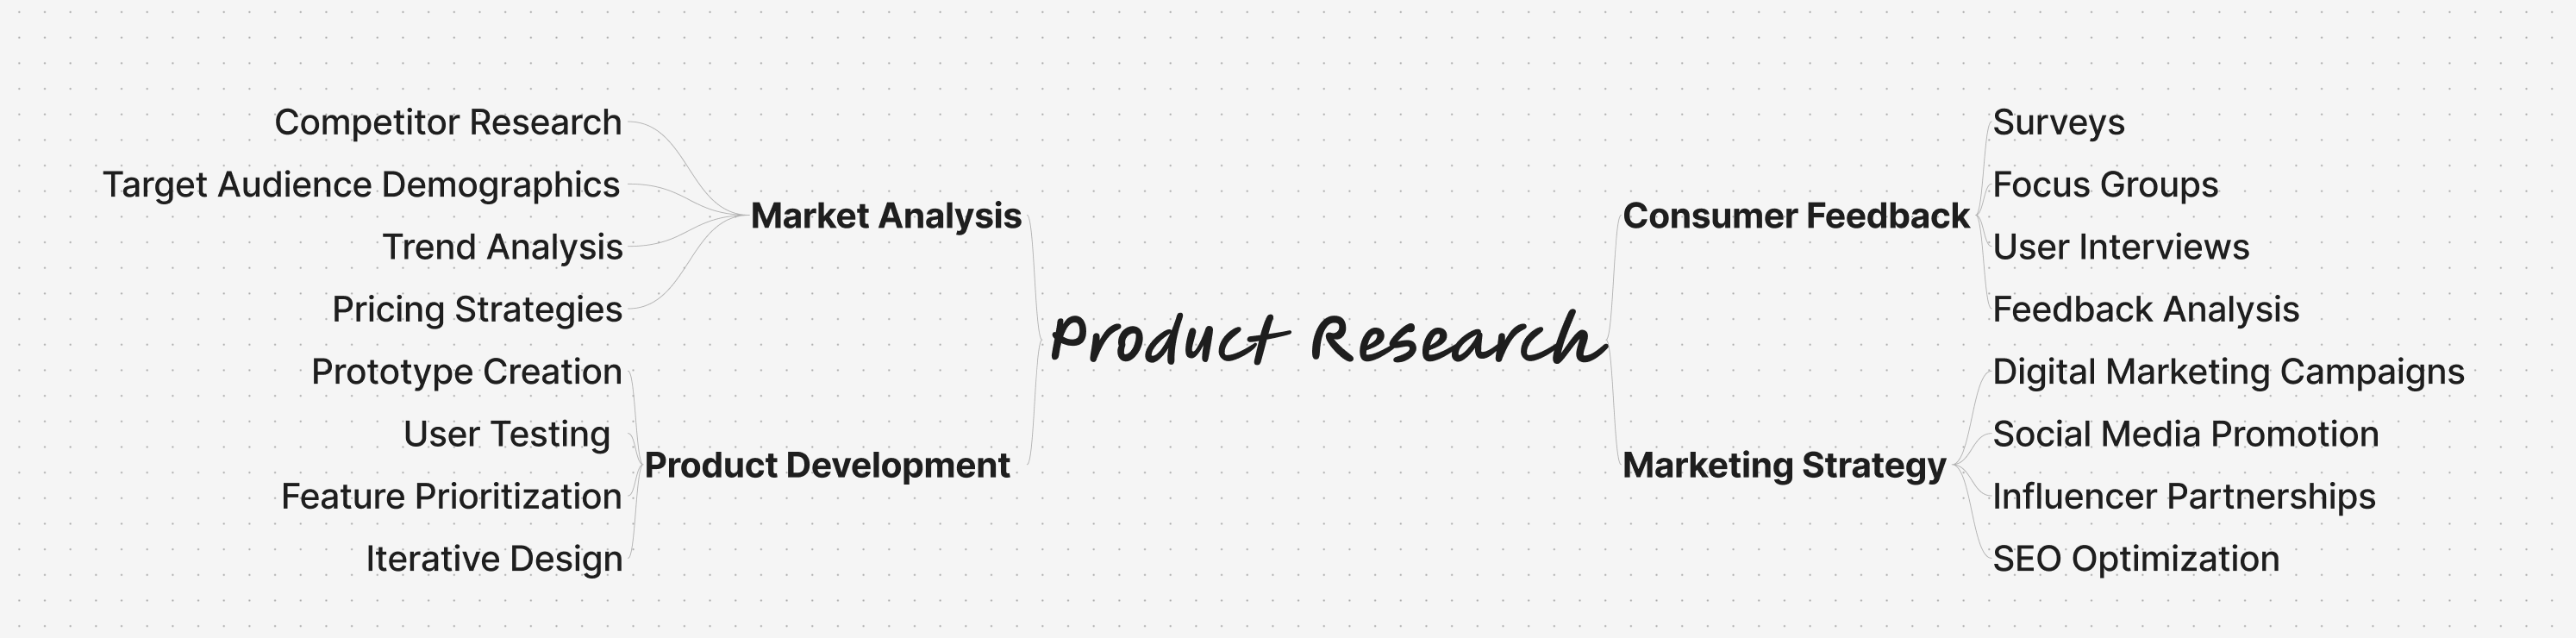 Competitor Research
Target Audience Demographics
Trend Analysis
Pricing Strategies
Market Analysis
Prototype Creation
User Testing
Feature Prioritization
Iterative Design
Product Development
Product Research
Consumer Feedback
Surveys
Focus Groups
User Interviews
Feedback Analysis
Marketing Strategy
Digital Marketing Campaigns
Social Media Promotion
Influencer Partnerships
SEO Optimization